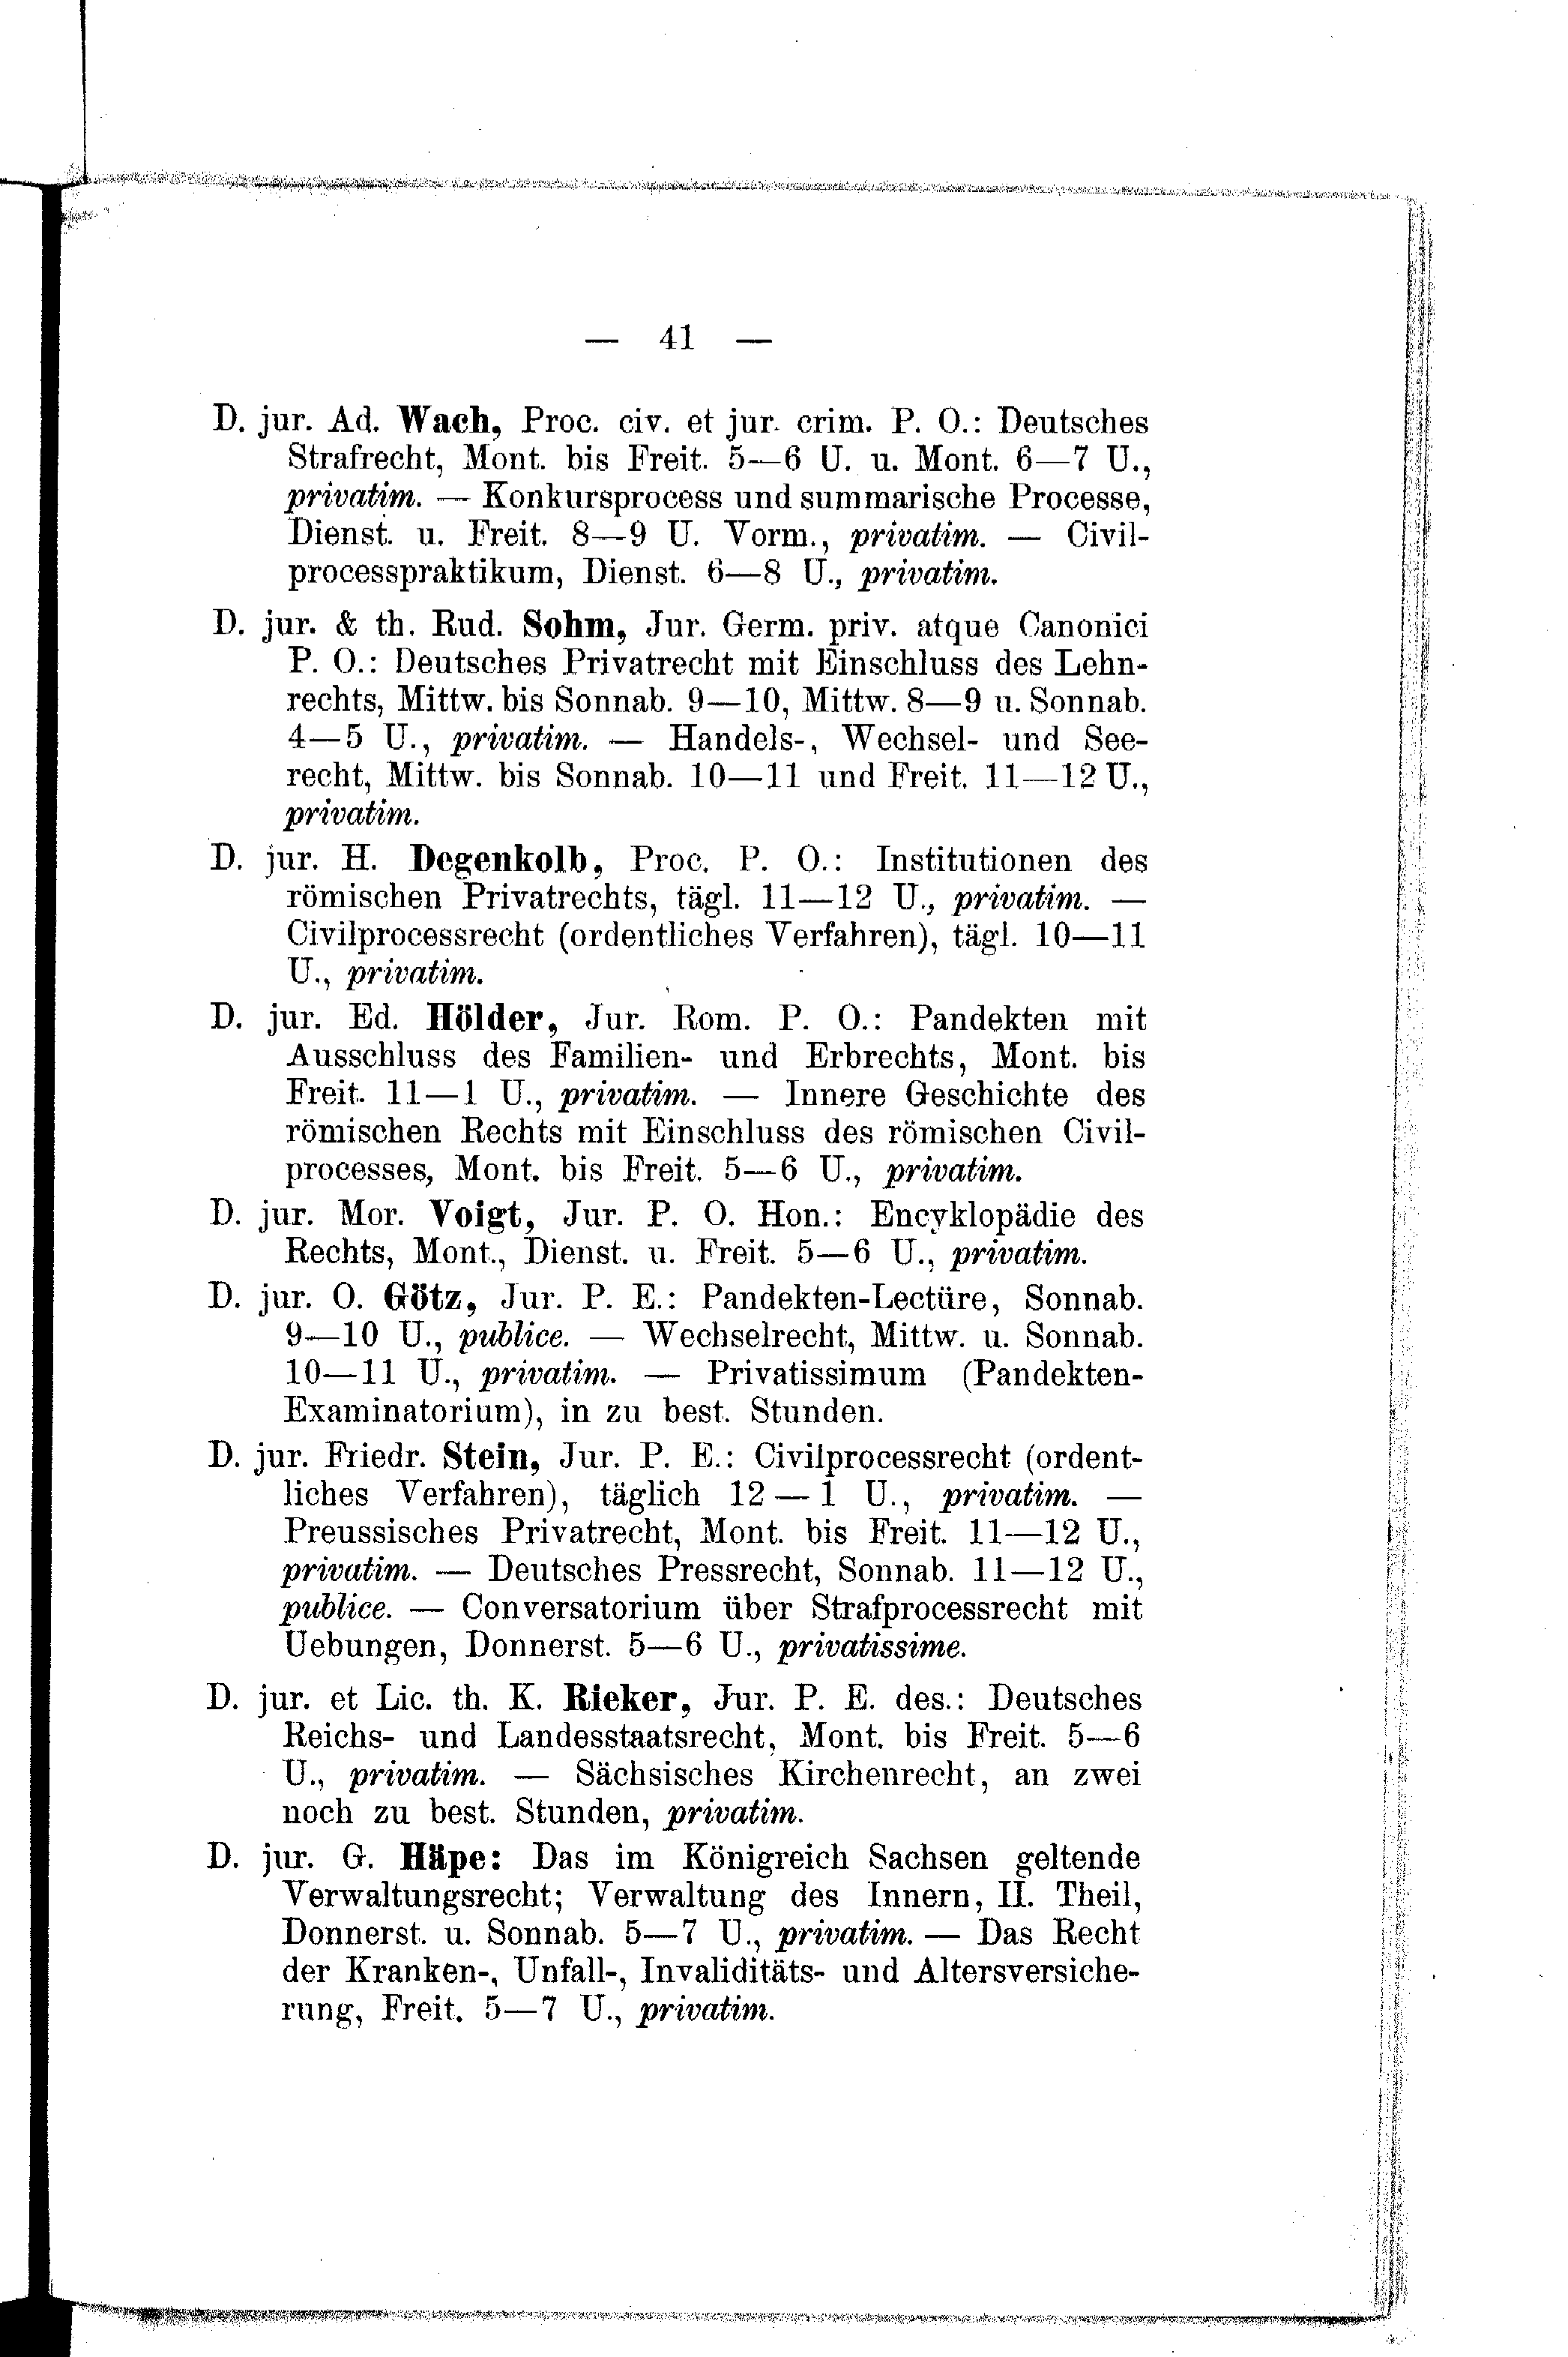 — 41 —
D. jur. Ad. Wach, Proc. civ. et jur. crim. P. O.: Deutsches
Strafrecht, Mont. bis Freit. 5—6 U. u. Mont. 6—7 U.,
privatim. — Konkursprocess und summarische Processe,
Dienst. u. Freit. 8—9 U. Vorm., privatim. — Civil-
processpraktikum, Dienst. 6—8 U., privatim.
D. jur. & th. Rud. Sohm, Jur. Germ. priv. atque Canonici
P. O.: Deutsches Privatrecht mit Einschluss des Lehn-
rechts, Mittw. bis Sonnab. 9—10, Mittw. 8—9 u. Sonnab.
4—5 U., privatim. — Handels-, Wechsel- und See-
recht, Mittw. bis Sonnab. 10—11 und Freit. 11—12 U.,
privatim.
D. jur. H. Degenkolb, Proc. P. O.: Institutionen des
römischen Privatrechts, tägl. 11—12 U., privatim. —
Civilprocessrecht (ordentliches Verfahren), tägl. 10—11
U., privatim.
D. jur. Ed. Hölder, Jur. Rom. P. O.: Pandekten mit
Ausschluss des Familien- und Erbrechts, Mont. bis
Freit. 11—1 U., privatim. — Innere Geschichte des
römischen Rechts mit Einschluss des römischen Civil-
processes, Mont. bis Freit. 5—6 U., privatim.
D. jur. Mor. Voigt, Jur. P. O. Hon.: Encyklopädie des
Rechts, Mont., Dienst. u. Freit. 5—6 U., privatim.
D. jur. O. Götz, Jur. P. E.: Pandekten-Lectüre, Sonnab.
9—10 U., publice. — Wechselrecht, Mittw. u. Sonnab.
10—11 U., privatim. — Privatissimum (Pandekten-
Examinatorium), in zu best. Stunden.
D. jur. Friedr. Stein, Jur. P. E.: Civilprocessrecht (ordent-
liches Verfahren), täglich 12—1 U., privatim. —
Preussisches Privatrecht, Mont. bis Freit. 11—12 U.,
privatim. — Deutsches Pressrecht, Sonnab. 11—12 U.,
publice. — Conversatorium über Strafprocessrecht mit
Uebungen, Donnerst. 5—6 U., privatissime.
D. jur. et Lic. th. K. Rieker, Jur. P. E. des.: Deutsches
Reichs- und Landesstaatsrecht, Mont. bis Freit. 5—6
U., privatim. — Sächsisches Kirchenrecht, an zwei
noch zu best. Stunden, privatim.
D. jur. G. Häpe: Das im Königreich Sachsen geltende
Verwaltungsrecht; Verwaltung des Innern, II. Theil,
Donnerst. u. Sonnab. 5—7 U., privatim. — Das Recht
der Kranken-, Unfall-, Invaliditäts- und Altersversiche-
rung, Freit. 5—7 U., privatim.